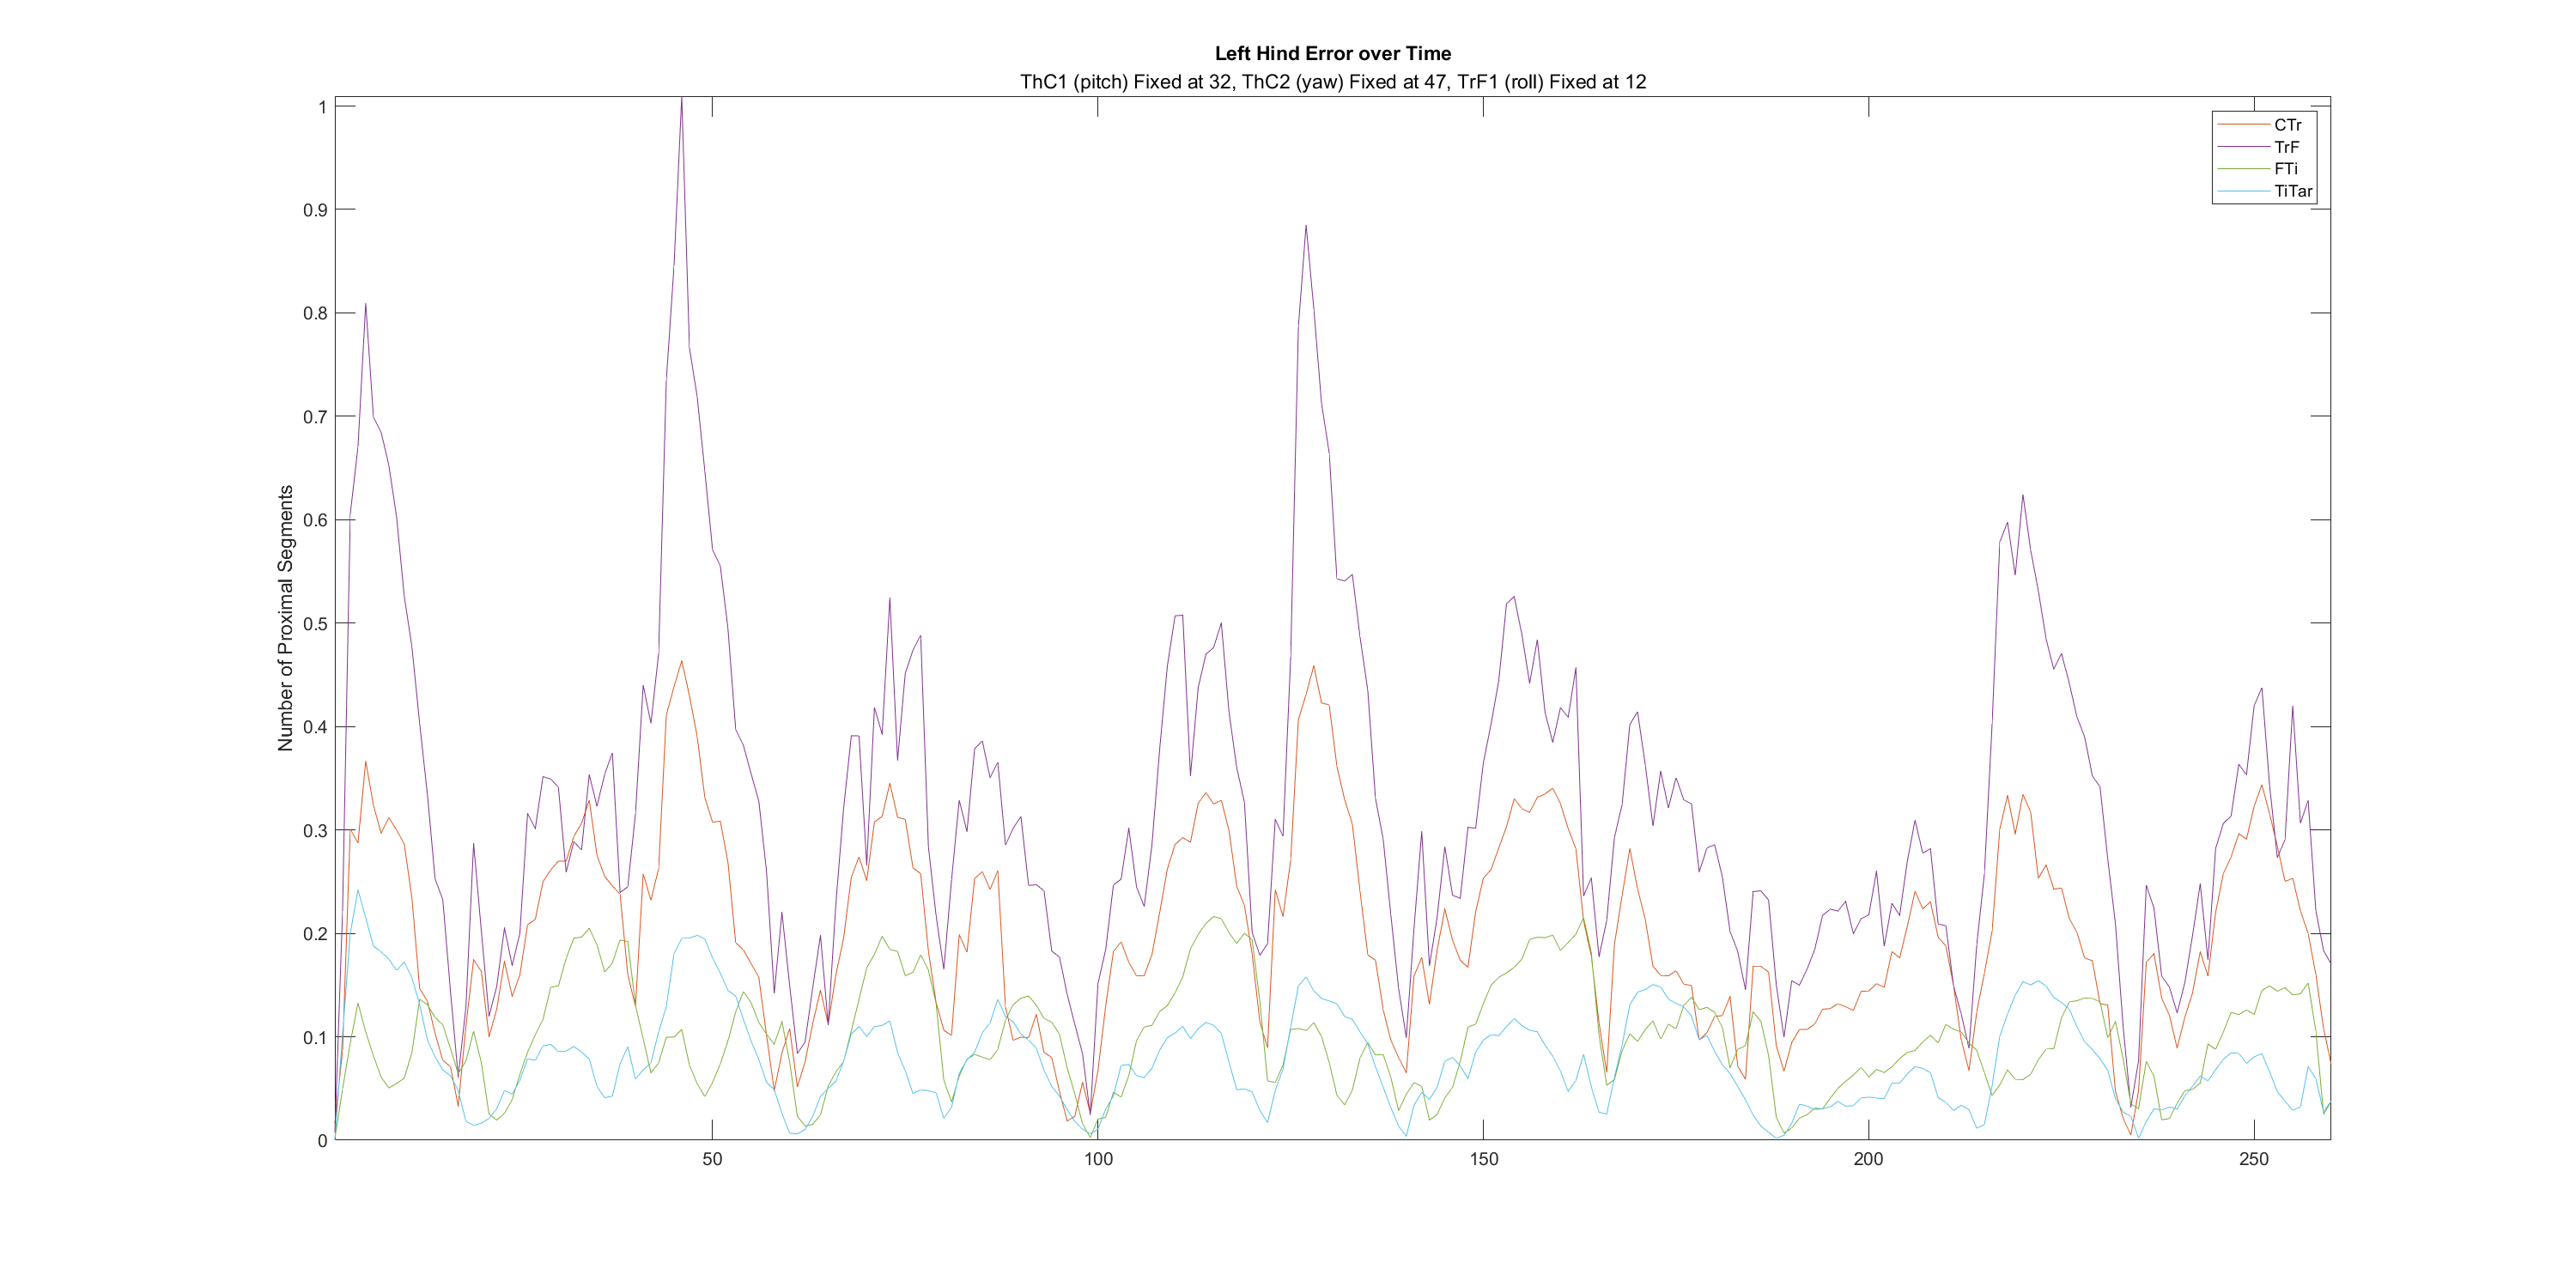 Left Hind Error over Time
ThC1 (pitch) Fixed at 32, ThC2 (yaw) Fixed at 47, TrF1 (roll) Fixed at 12
CTr
TrF
FTi
TiTar
Number of Proximal Segments
1
0.9
0.8
0.7
0.6
0.5
0.4
0.3
0.2
0.1
0
50
100
150
200
250